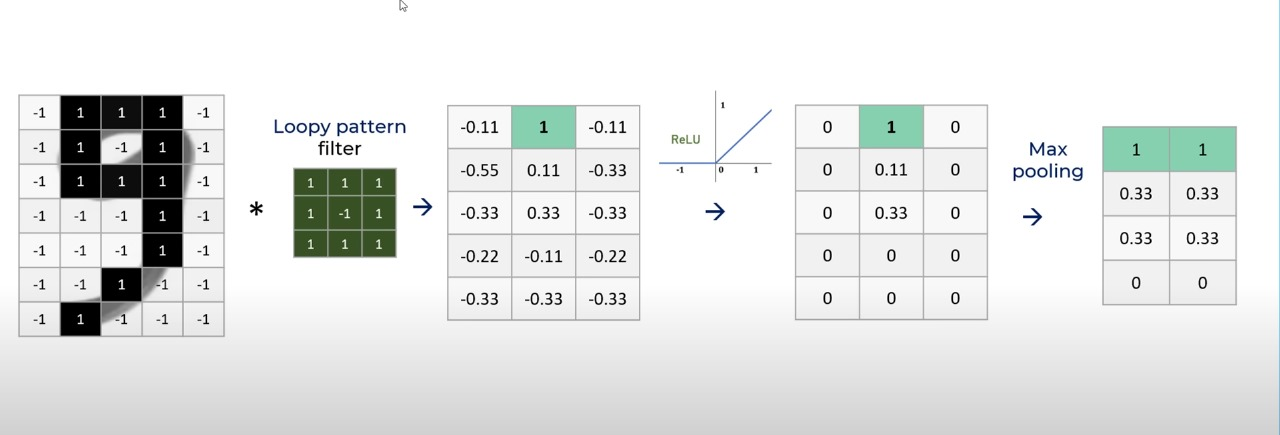 -1 1 1 1 -1
-1 1 -1 1 -1
-1 1 1 1 -1
-1 -1 -1 1 -1
-1 -1 -1 1 -1
-1 -1 1 -1 -1
-1 1 -1 -1 -1
*
Loopy pattern
filter
1 1 1
1 -1 1
1 1 1
→
-0.11 1 -0.11
-0.55 0.11 -0.33
-0.33 0.33 -0.33
-0.22 -0.11 -0.22
-0.33 -0.33 -0.33
1
ReLU
-1 0 1
→
0 1 0
0 0.11 0
0 0.33 0
0 0 0
0 0 0
Max
pooling
→
1 1
0.33 0.33
0.33 0.33
0 0